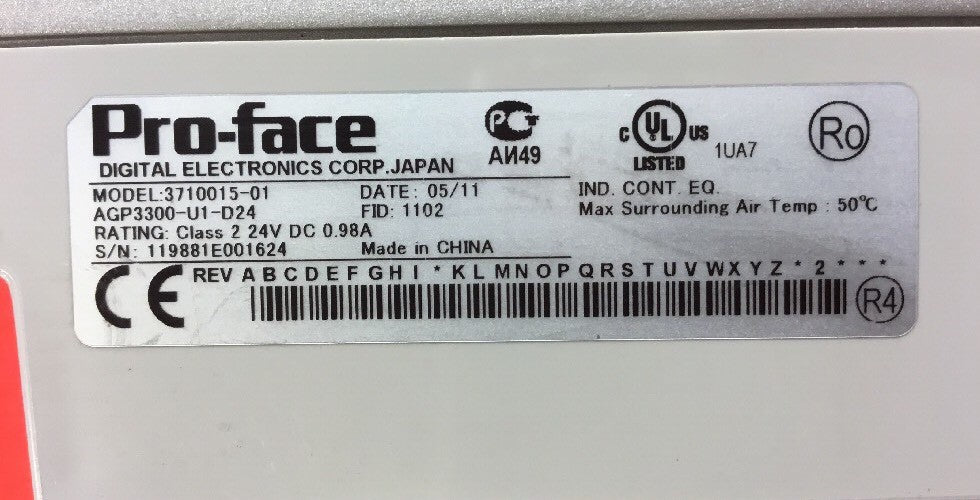 Pro-face
DIGITAL ELECTRONICS CORP.JAPAN
MODEL:3710015-01 DATE: 05/11
AGP3300-U1-D24 FID: 1102
RATING: Class 2 24V DC 0.98A
S/N: 119881E001624 Made in CHINA
РСТ
АИ49
C UL US
LISTED
1UA7
Ro
IND. CONT. EQ.
Max Surrounding Air Temp : 50℃
CE
REV A B C D E F G H I * K L M N O P Q R S T U V W X Y Z * 2 * * *
R4